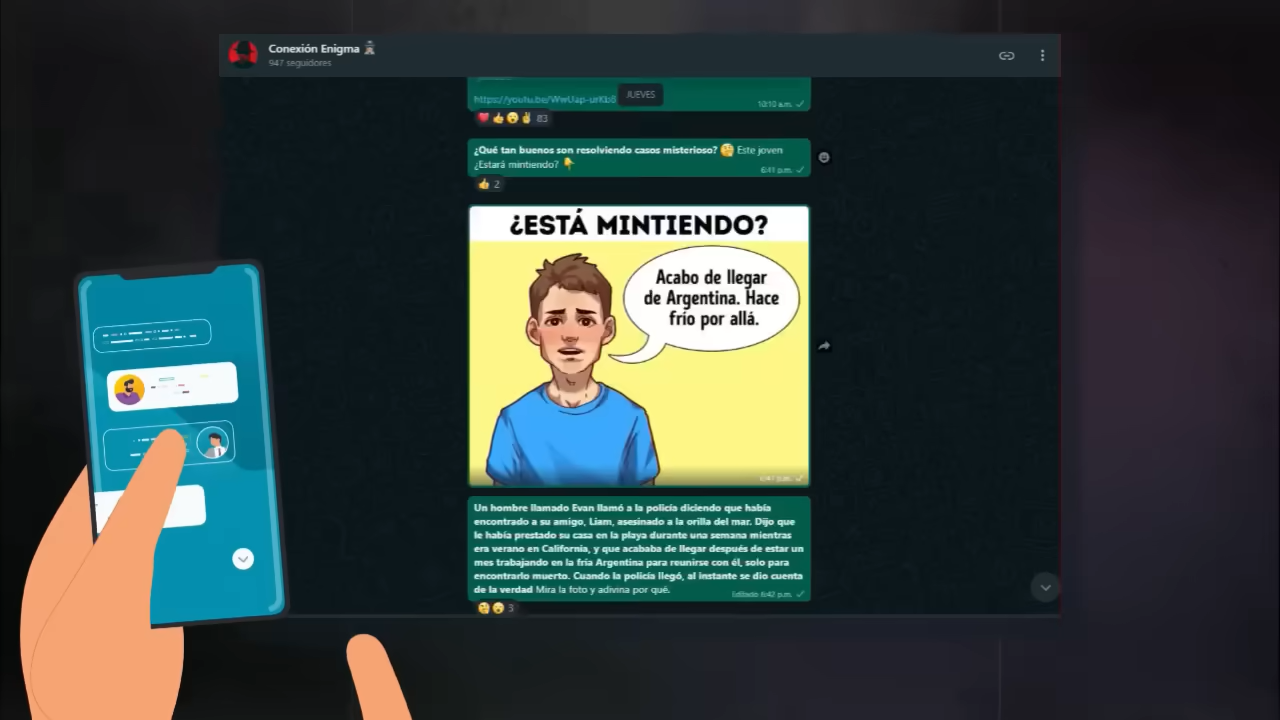 Conexión Enigma
947 seguidores
JUEVES
10:10 a.m.
83
¿Qué tan buenos son resolviendo casos misterioso? 🧐 Este joven
¿Estará mintiendo? 👇
6:41 p.m.
2
¿ESTÁ MINTIENDO?
Acabo de llegar
de Argentina. Hace
frío por allá.
6:41 p.m.
Un hombre llamado Evan llamó a la policía diciendo que había
encontrado a su amigo, Liam, asesinado a la orilla del mar. Dijo que
le había prestado su casa en la playa durante una semana mientras
era verano en California, y que acababa de llegar después de estar un
mes trabajando en la fría Argentina para reunirse con él, solo para
encontrarlo muerto. Cuando la policía llegó, al instante se dio cuenta
de la verdad Mira la foto y adivina por qué.
Editado 6:42 p.m.
3